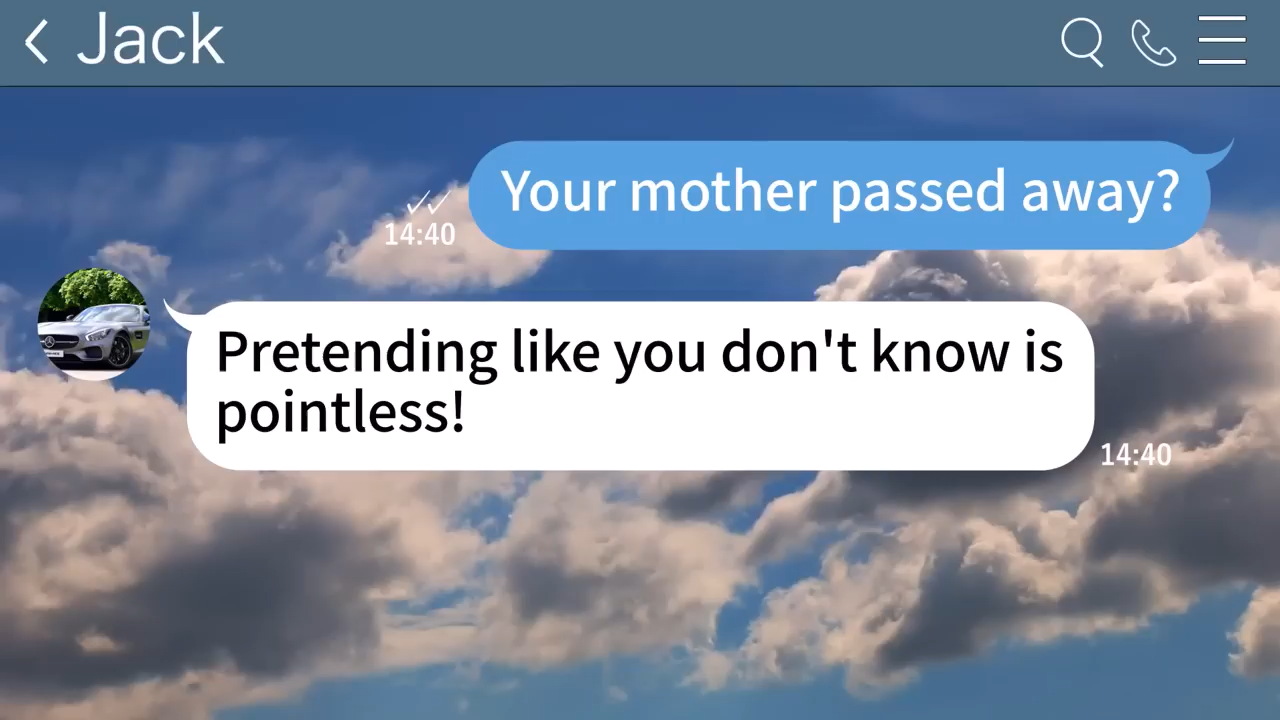 Jack
Your mother passed away?
14:40
Pretending like you don't know is
pointless!
14:40